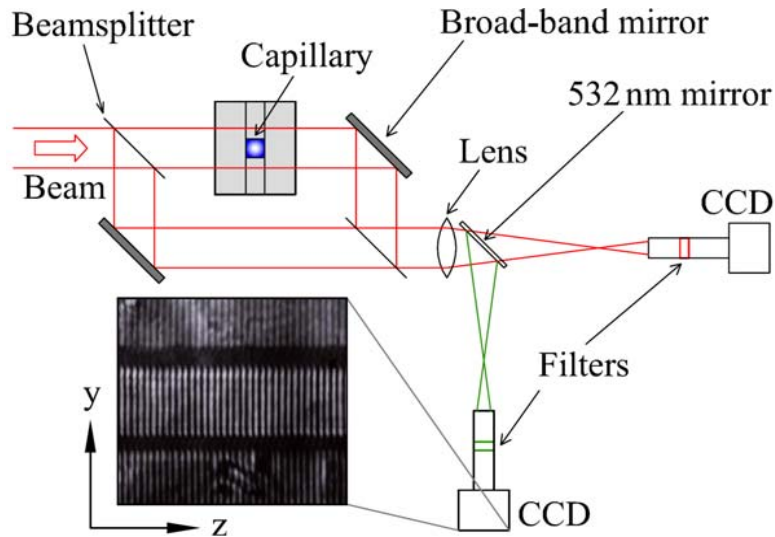 Beamsplitter
Broad-band mirror
Capillary
532 nm mirror
Lens
Beam
CCD
Filters
y
z
CCD